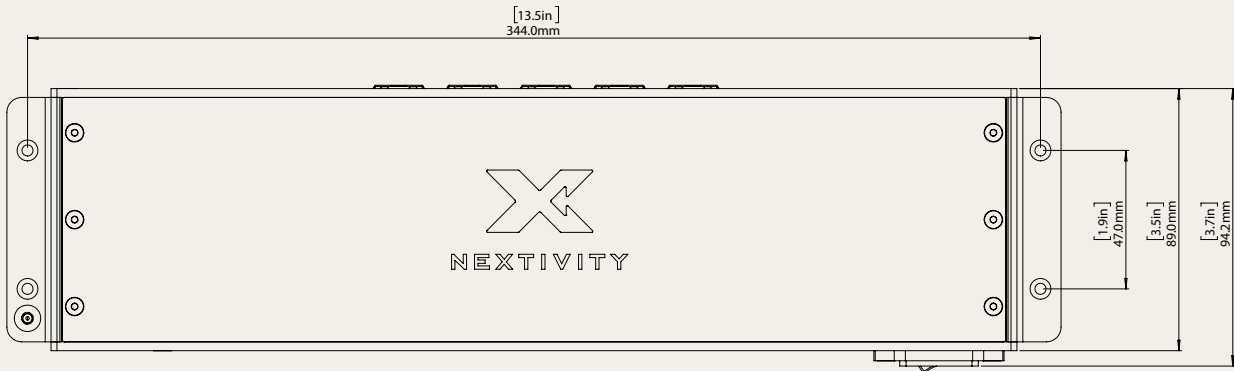 [13.5in]
344.0mm
NEXTIVITY
[1.9in]
47.0mm
[3.5in]
89.0mm
[3.7in]
94.2mm